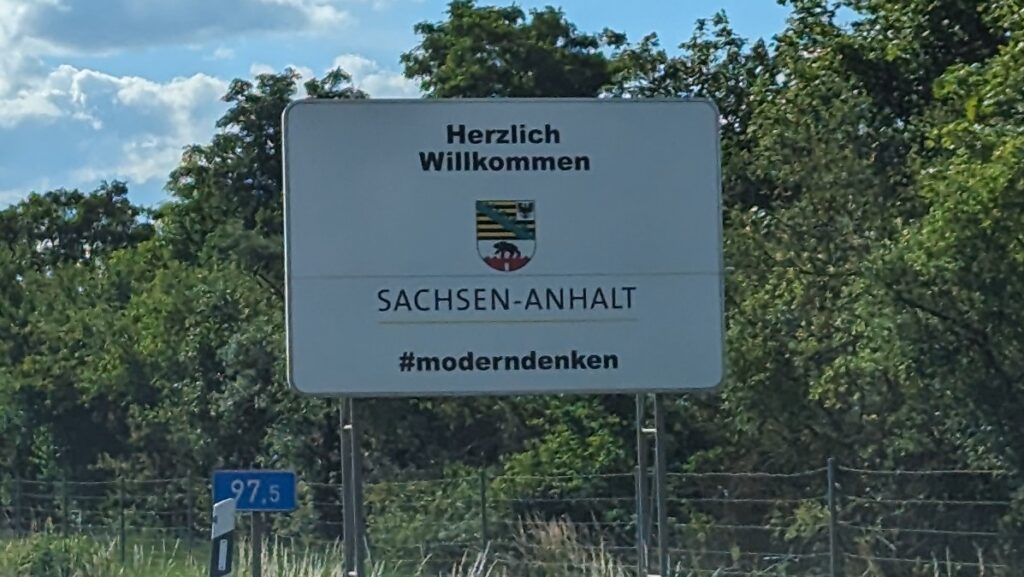 Herzlich
Willkommen
SACHSEN-ANHALT
#moderndenken
97,5